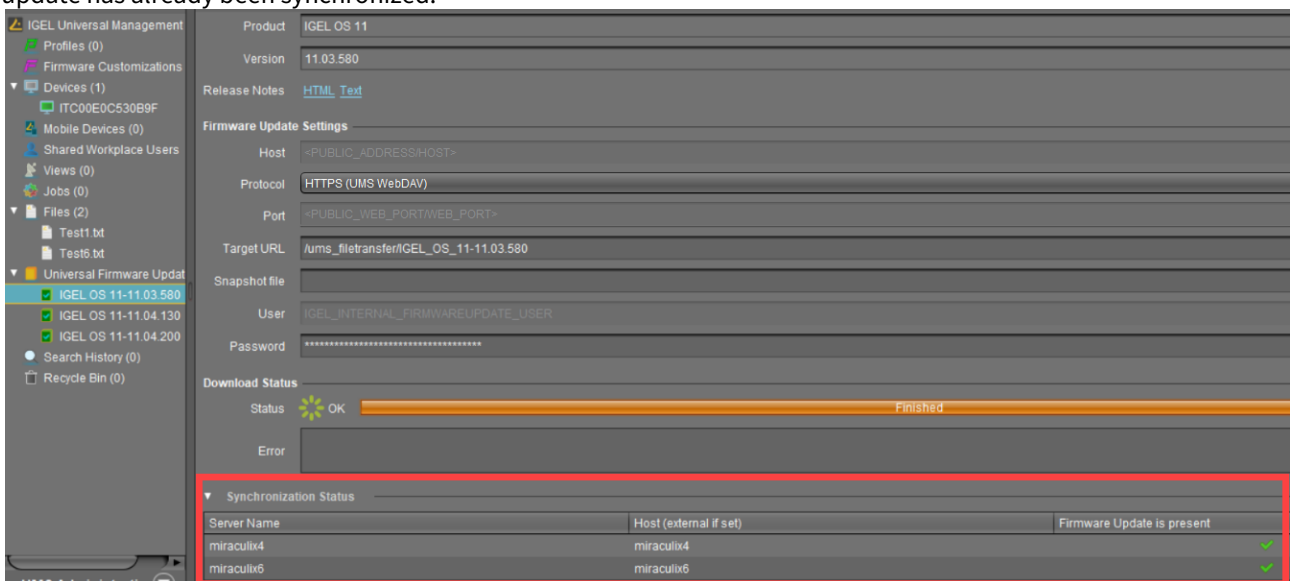 update has already been synchronized.
IGEL Universal Management
Profiles (0)
Firmware Customizations
Devices (1)
ITC00E0C530B9F
Mobile Devices (0)
Shared Workplace Users
Views (0)
Jobs (0)
Files (2)
Test1.txt
Test6.txt
Universal Firmware Updat
IGEL OS 11-11.03.580
IGEL OS 11-11.04.130
IGEL OS 11-11.04.200
Search History (0)
Recycle Bin (0)
Product IGEL OS 11
Version 11.03.580
Release Notes HTML Text
Firmware Update Settings
Host <PUBLIC_ADDRESS/HOST>
Protocol HTTPS (UMS WebDAV)
Port <PUBLIC_WEB_PORT/WEB_PORT>
Target URL /ums_filetransfer/IGEL_OS_11-11.03.580
Snapshot file
User IGEL_INTERNAL_FIRMWAREUPDATE_USER
Password ************************************
Download Status
Status OK Finished
Error
Synchronization Status
Server Name Host (external if set) Firmware Update is present
miraculix4 miraculix4
miraculix6 miraculix6